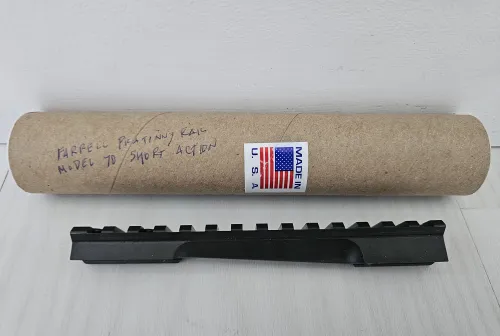 FARRELL PICATINNY RAIL
MODEL 70 SHORT ACTION
MADE IN
U.S.A